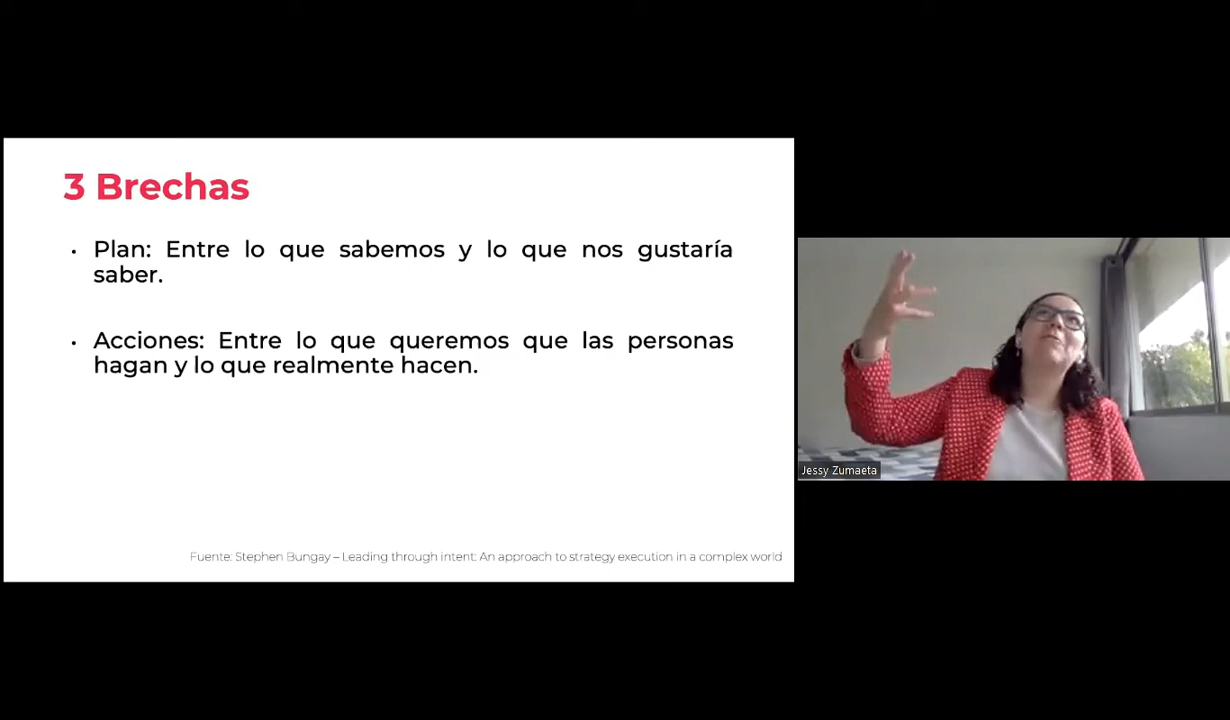 3 Brechas
• Plan: Entre lo que sabemos y lo que nos gustaría
saber.
• Acciones: Entre lo que queremos que las personas
hagan y lo que realmente hacen.
Fuente: Stephen Bungay – Leading through intent: An approach to strategy execution in a complex world
Jessy Zumaeta